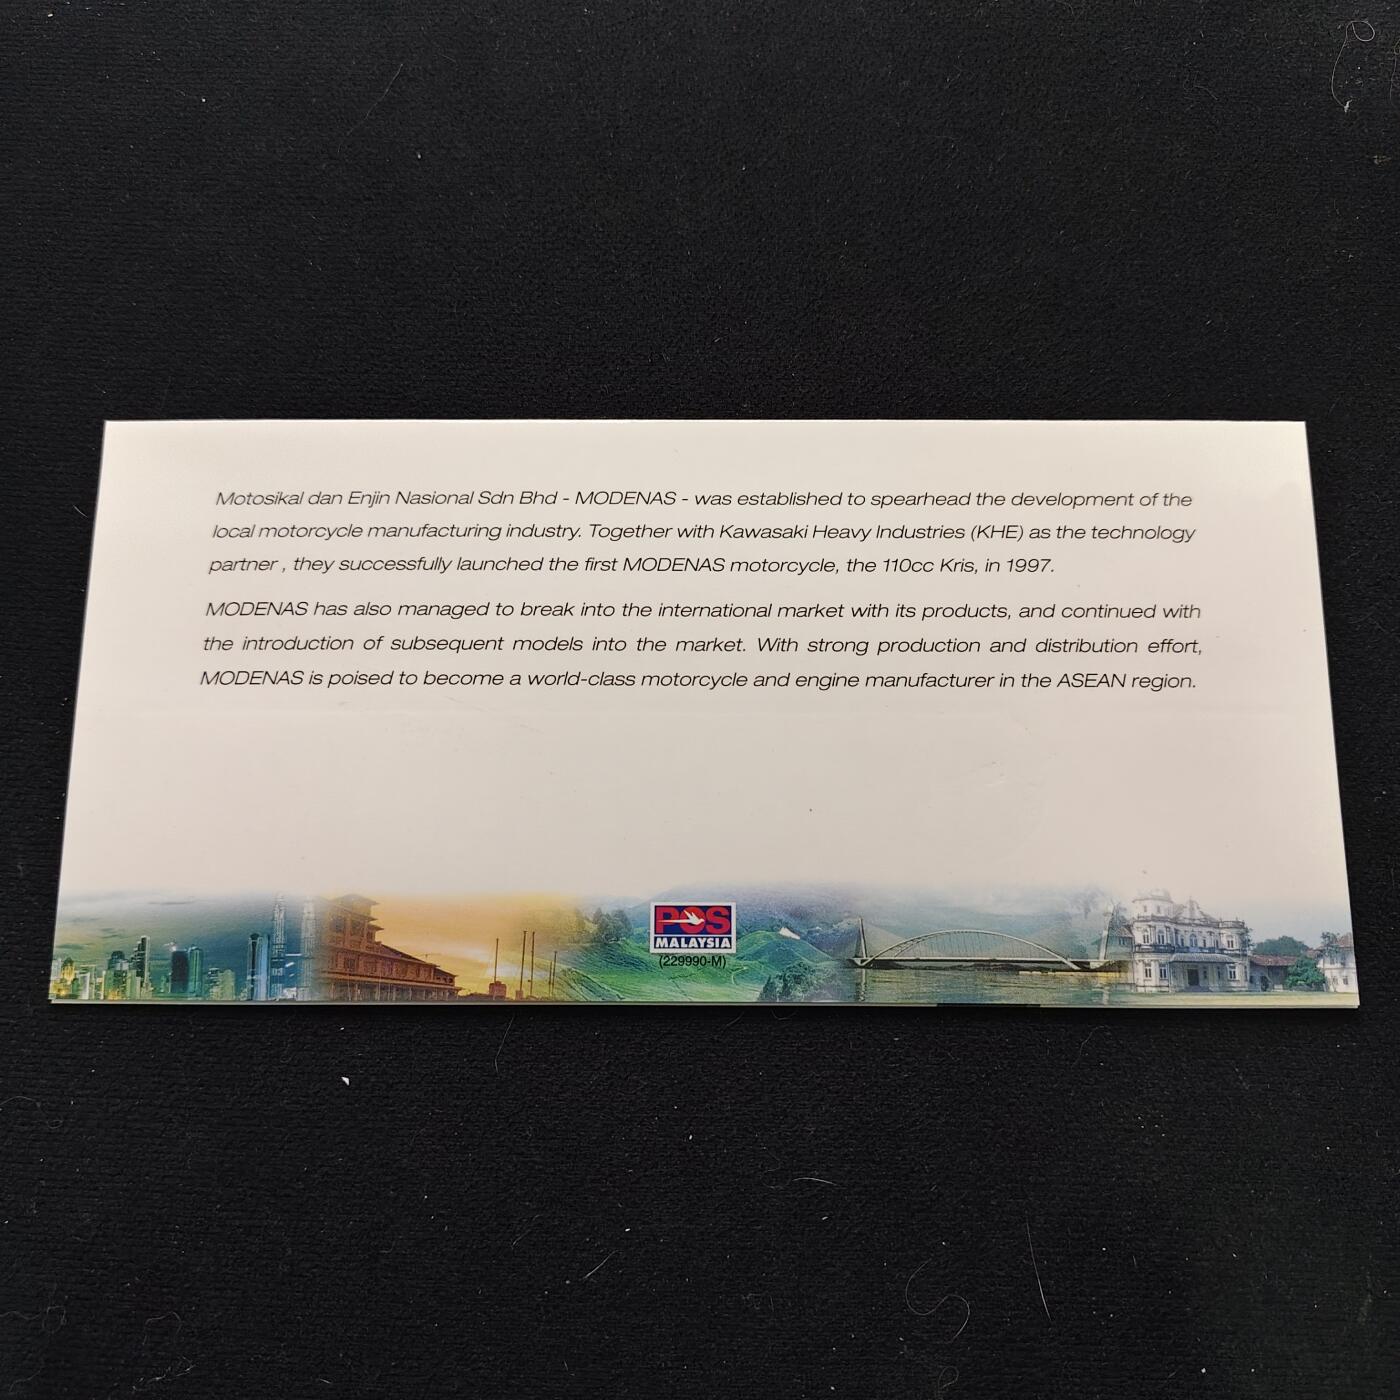 Motosikal dan Enjin Nasional Sdn Bhd - MODENAS - was established to spearhead the development of the
local motorcycle manufacturing industry. Together with Kawasaki Heavy Industries (KHE) as the technology
partner , they successfully launched the first MODENAS motorcycle, the 110cc Kris, in 1997.
MODENAS has also managed to break into the international market with its products, and continued with
the introduction of subsequent models into the market. With strong production and distribution effort,
MODENAS is poised to become a world-class motorcycle and engine manufacturer in the ASEAN region.
POS
MALAYSIA
(229990-M)